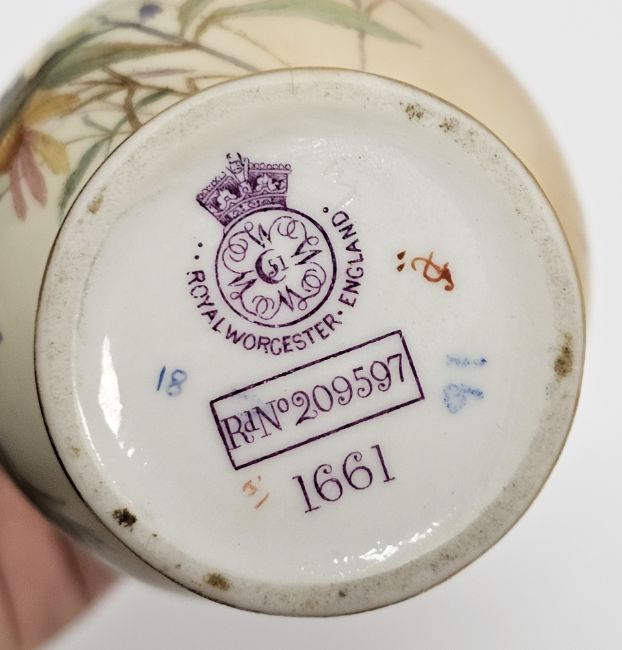 51
ROYAL WORCESTER · ENGLAND
18
RdNo 209597
1661